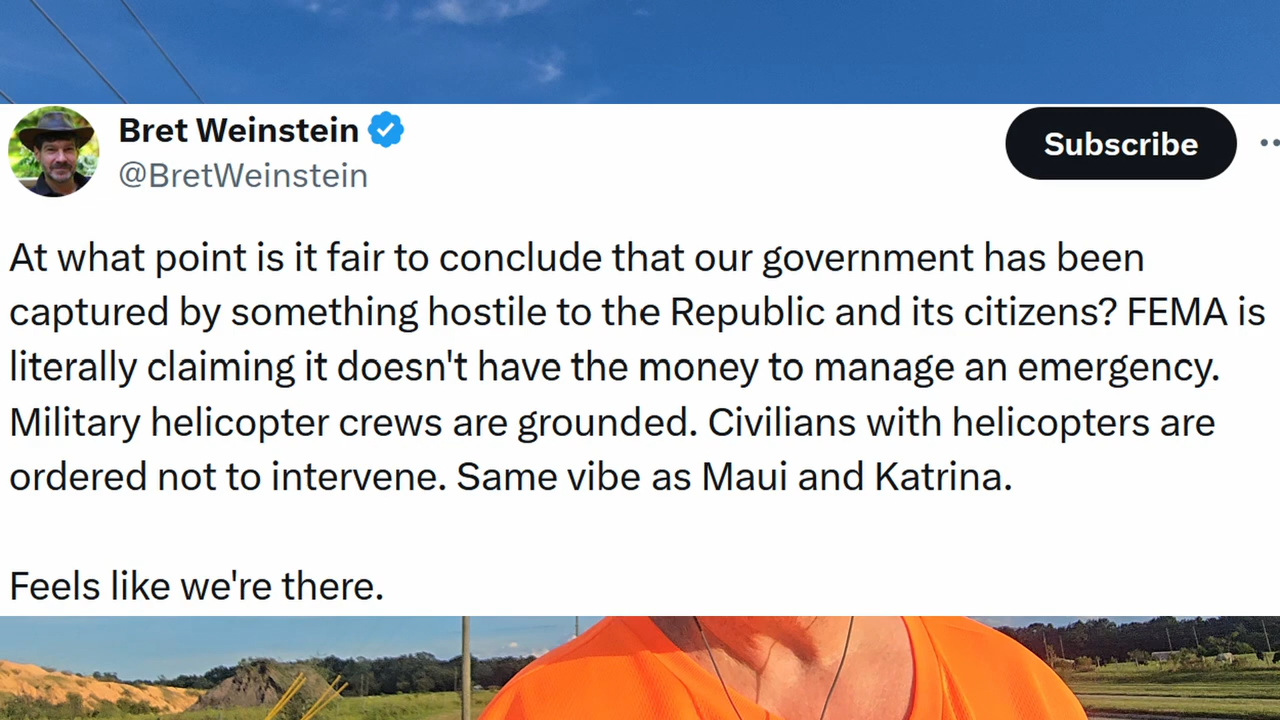 Bret Weinstein
@BretWeinstein
Subscribe
At what point is it fair to conclude that our government has been
captured by something hostile to the Republic and its citizens? FEMA is
literally claiming it doesn't have the money to manage an emergency.
Military helicopter crews are grounded. Civilians with helicopters are
ordered not to intervene. Same vibe as Maui and Katrina.
Feels like we're there.